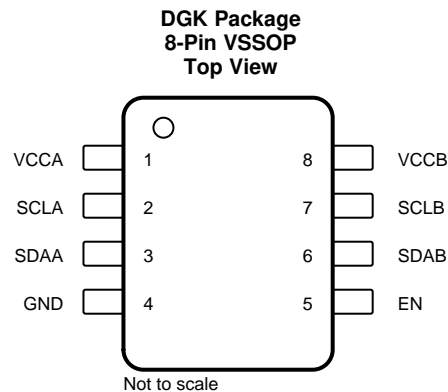 DGK Package
8-Pin VSSOP
Top View
VCCA 1 8 VCCB
SCLA 2 7 SCLB
SDAA 3 6 SDAB
GND 4 5 EN
Not to scale